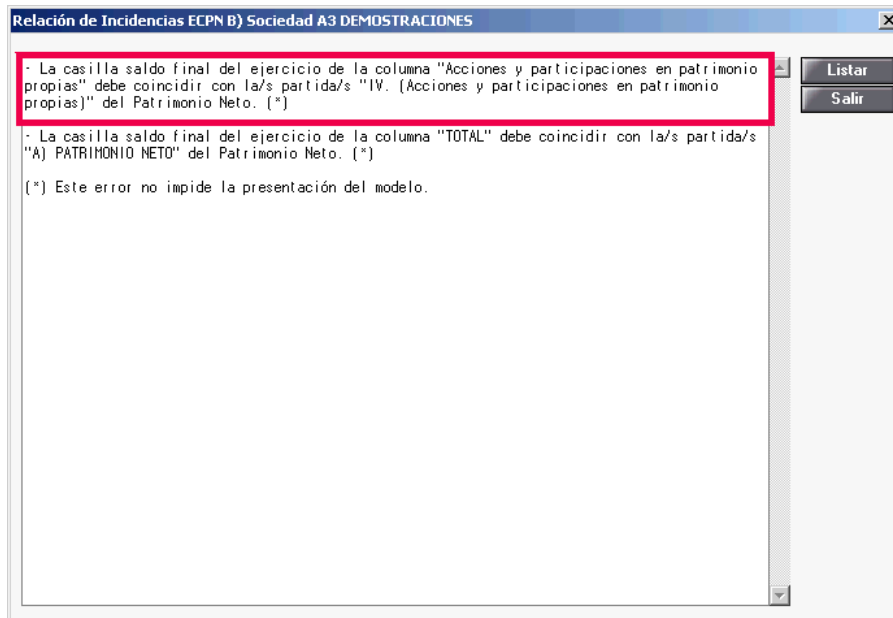 Relación de Incidencias ECPN B) Sociedad A3 DEMOSTRACIONES
- La casilla saldo final del ejercicio de la columna "Acciones y participaciones en patrimonio
propias" debe coincidir con la/s partida/s "IV. (Acciones y participaciones en patrimonio
propias)" del Patrimonio Neto. (*)
- La casilla saldo final del ejercicio de la columna "TOTAL" debe coincidir con la/s partida/s
"A) PATRIMONIO NETO" del Patrimonio Neto. (*)
(*) Este error no impide la presentación del modelo.
Listar
Salir